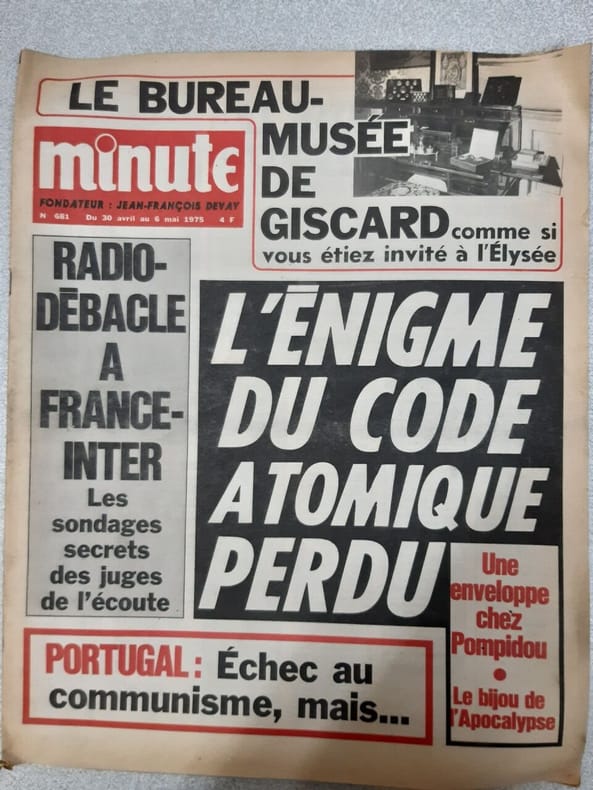 LE BUREAU-
MUSÉE
DE
GISCARD comme si
vous étiez invité à l'Élysée
minute
FONDATEUR : JEAN-FRANÇOIS DEVAY
N 681 Du 30 avril au 6 mai 1975 4 F
RADIO-
DÉBACLE
A
FRANCE-
INTER
Les
sondages
secrets
des juges
de l'écoute
L'ÉNIGME
DU CODE
ATOMIQUE
PERDU
Une
enveloppe
chez
Pompidou
●
Le bijou de
l'Apocalypse
PORTUGAL : Échec au
communisme, mais...